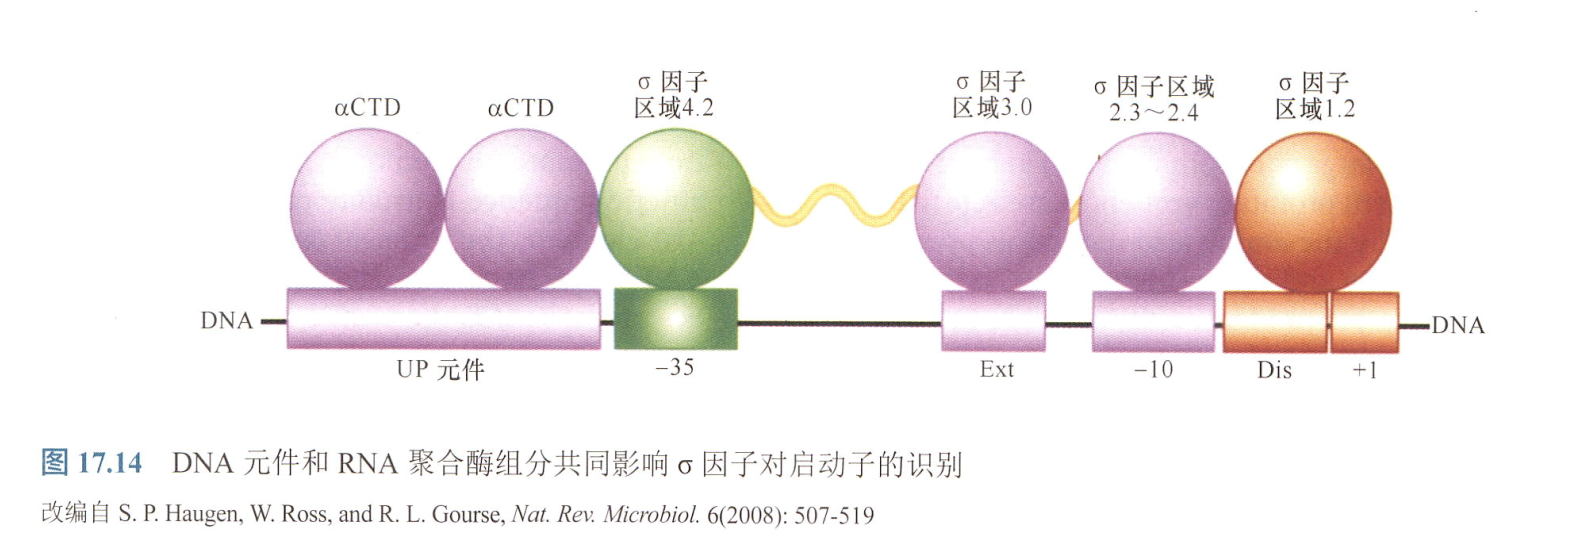 αCTD
αCTD
σ 因子
区域4.2
σ 因子
区域3.0
σ 因子区域
2.3～2.4
σ 因子
区域1.2
DNA
DNA
UP 元件
−35
Ext
−10
Dis
+1
图 17.14 DNA 元件和 RNA 聚合酶组分共同影响 σ 因子对启动子的识别
改编自 S. P. Haugen, W. Ross, and R. L. Gourse, Nat. Rev. Microbiol. 6(2008): 507-519